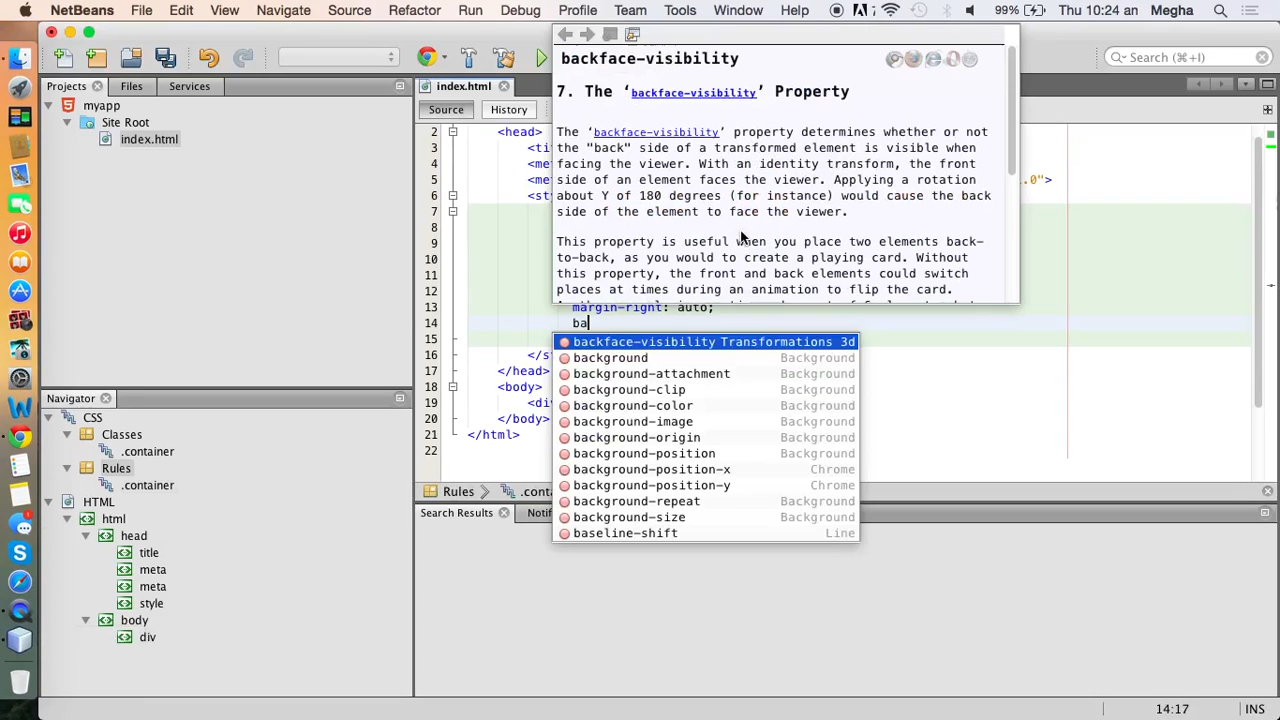 NetBeans File Edit View Navigate Source Refactor Run Debug Profile Team Tools Window Help 99% Thu 10:24 am Megha
Search (⌘+I)
Projects Files Services
myapp
Site Root
index.html
Navigator
CSS
Classes
.container
Rules
.container
HTML
html
head
title
meta
meta
style
body
div
index.html
Source History
2 <head>
3 <ti
4 <me
5 <me 1.0">
6 <st
7
8
9
10
11
12
13 margin-right: auto;
14 ba
15
16 </s
17 </head>
18 <body>
19 <di
20 </body>
21 </html>
22
backface-visibility
7. The ‘backface-visibility’ Property
The ‘backface-visibility’ property determines whether or not
the "back" side of a transformed element is visible when
facing the viewer. With an identity transform, the front
side of an element faces the viewer. Applying a rotation
about Y of 180 degrees (for instance) would cause the back
side of the element to face the viewer.
This property is useful when you place two elements back-
to-back, as you would to create a playing card. Without
this property, the front and back elements could switch
places at times during an animation to flip the card.
backface-visibility Transformations 3d
background Background
background-attachment Background
background-clip Background
background-color Background
background-image Background
background-origin Background
background-position Background
background-position-x Chrome
background-position-y Chrome
background-repeat Background
background-size Background
baseline-shift Line
Rules .conta
Search Results Notif
14:17 INS